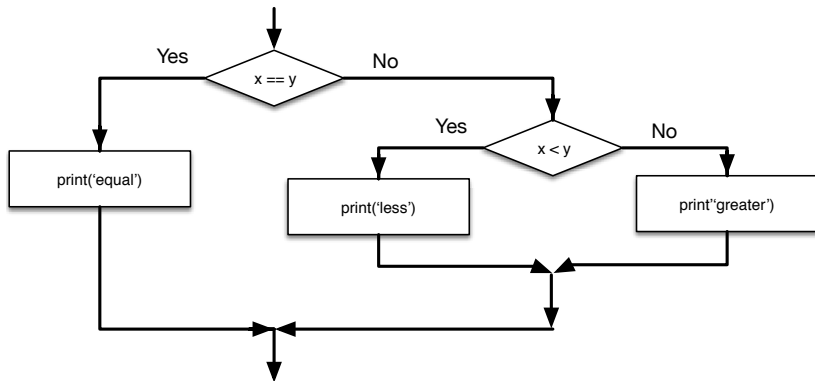 Yes
x == y
No
Yes
x < y
No
print(‘equal’)
print(‘less’)
print'‘greater’)